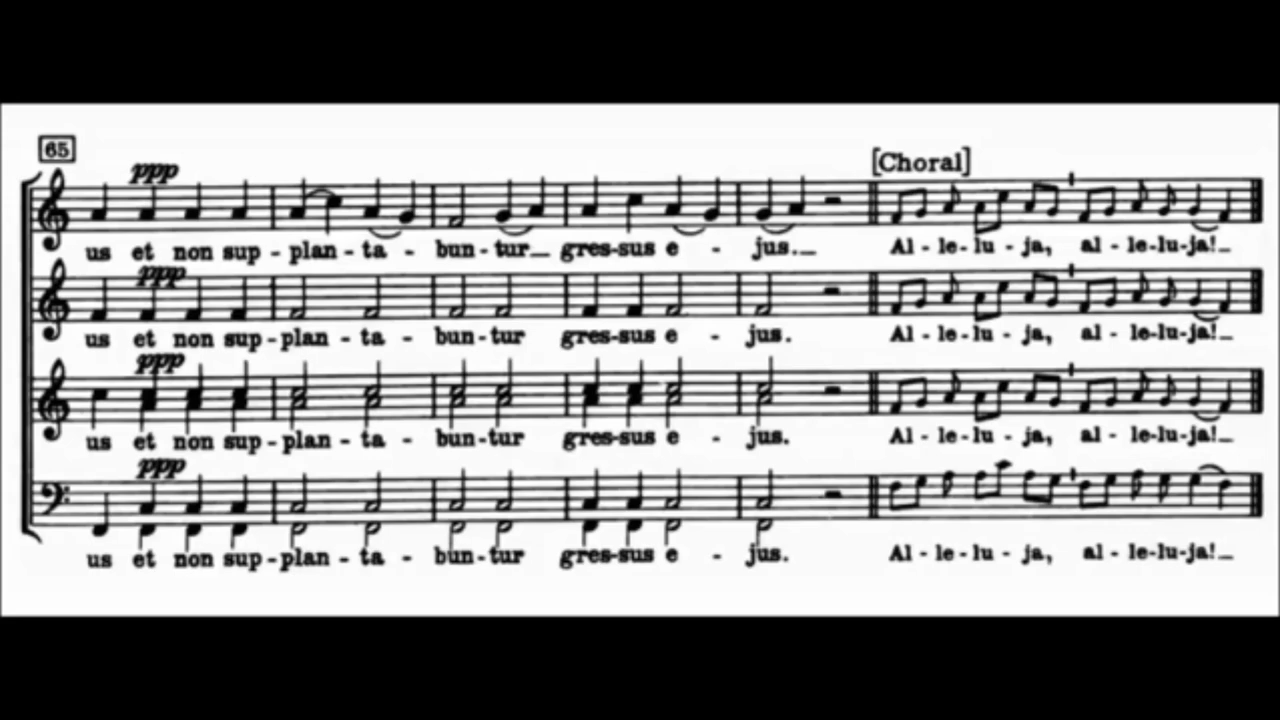 65
ppp
[Choral]
us et non sup - plan - ta - bun - tur gres-sus e - jus. Al - le - lu - ja, al - le-lu-ja!
ppp
us et non sup - plan - ta - bun - tur gres-sus e - jus. Al - le - lu - ja, al - le-lu-ja!
ppp
us et non sup - plan - ta - bun - tur gres-sus e - jus. Al - le - lu - ja, al - le-lu-ja!
ppp
us et non sup - plan - ta - bun - tur gres-sus e - jus. Al - le - lu - ja, al - le-lu-ja!